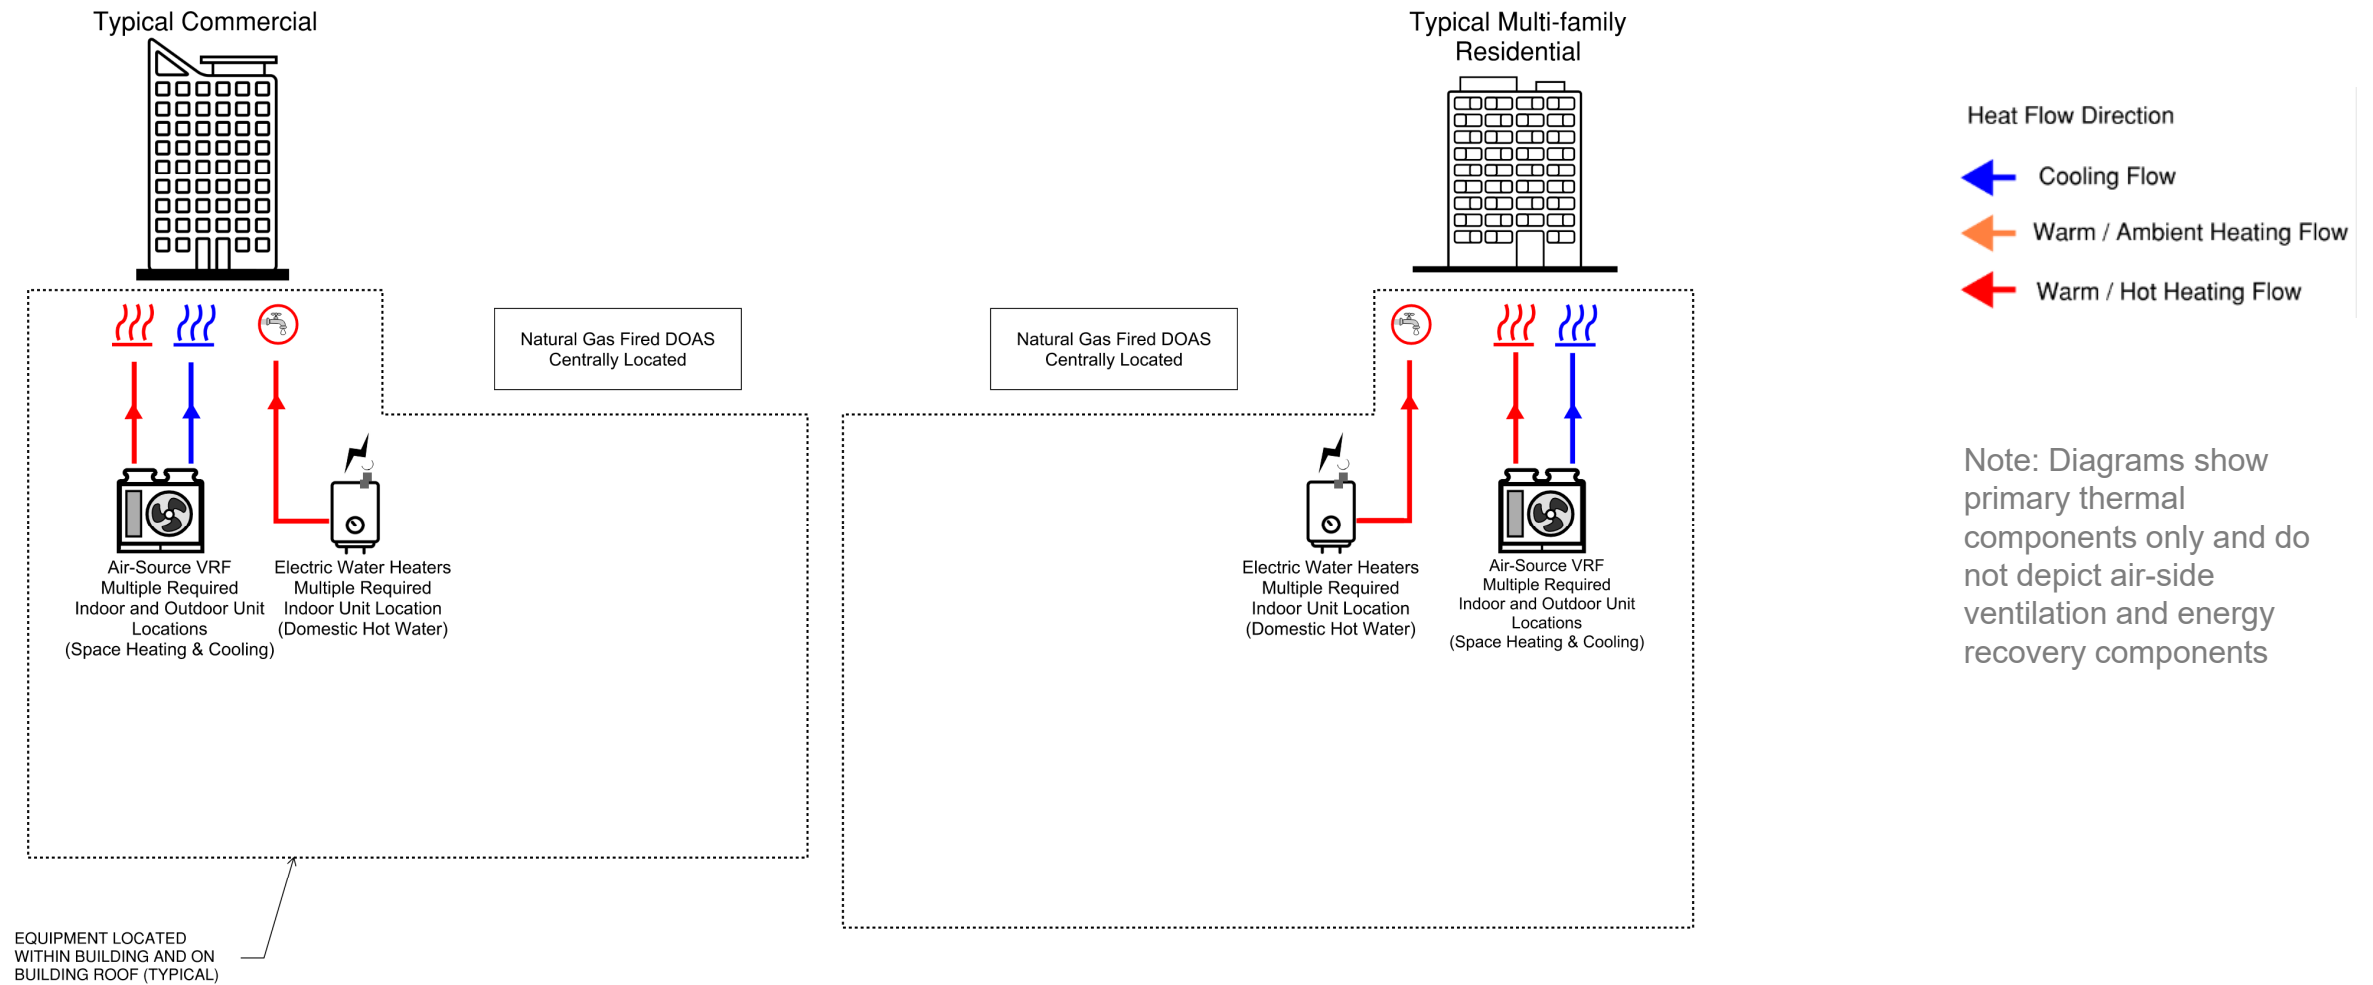 Typical Commercial
Typical Multi-family
Residential
Heat Flow Direction
Cooling Flow
Warm / Ambient Heating Flow
Warm / Hot Heating Flow
Natural Gas Fired DOAS
Centrally Located
Natural Gas Fired DOAS
Centrally Located
Air-Source VRF
Multiple Required
Indoor and Outdoor Unit
Locations
(Space Heating & Cooling)
Electric Water Heaters
Multiple Required
Indoor Unit Location
(Domestic Hot Water)
Electric Water Heaters
Multiple Required
Indoor Unit Location
(Domestic Hot Water)
Air-Source VRF
Multiple Required
Indoor and Outdoor Unit
Locations
(Space Heating & Cooling)
Note: Diagrams show
primary thermal
components only and do
not depict air-side
ventilation and energy
recovery components
EQUIPMENT LOCATED
WITHIN BUILDING AND ON
BUILDING ROOF (TYPICAL)